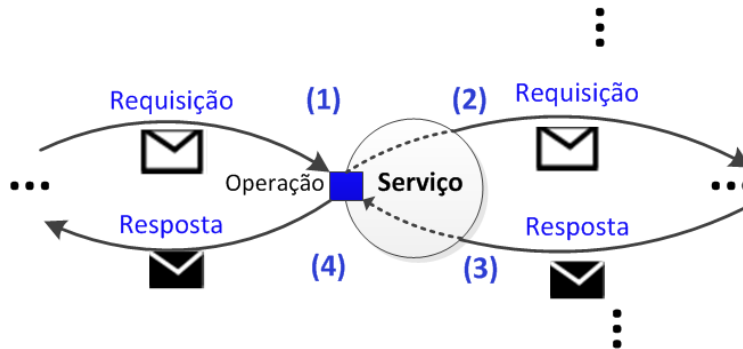 Requisição
(1)
(2)
Requisição
Operação
Serviço
Resposta
Resposta
(4)
(3)